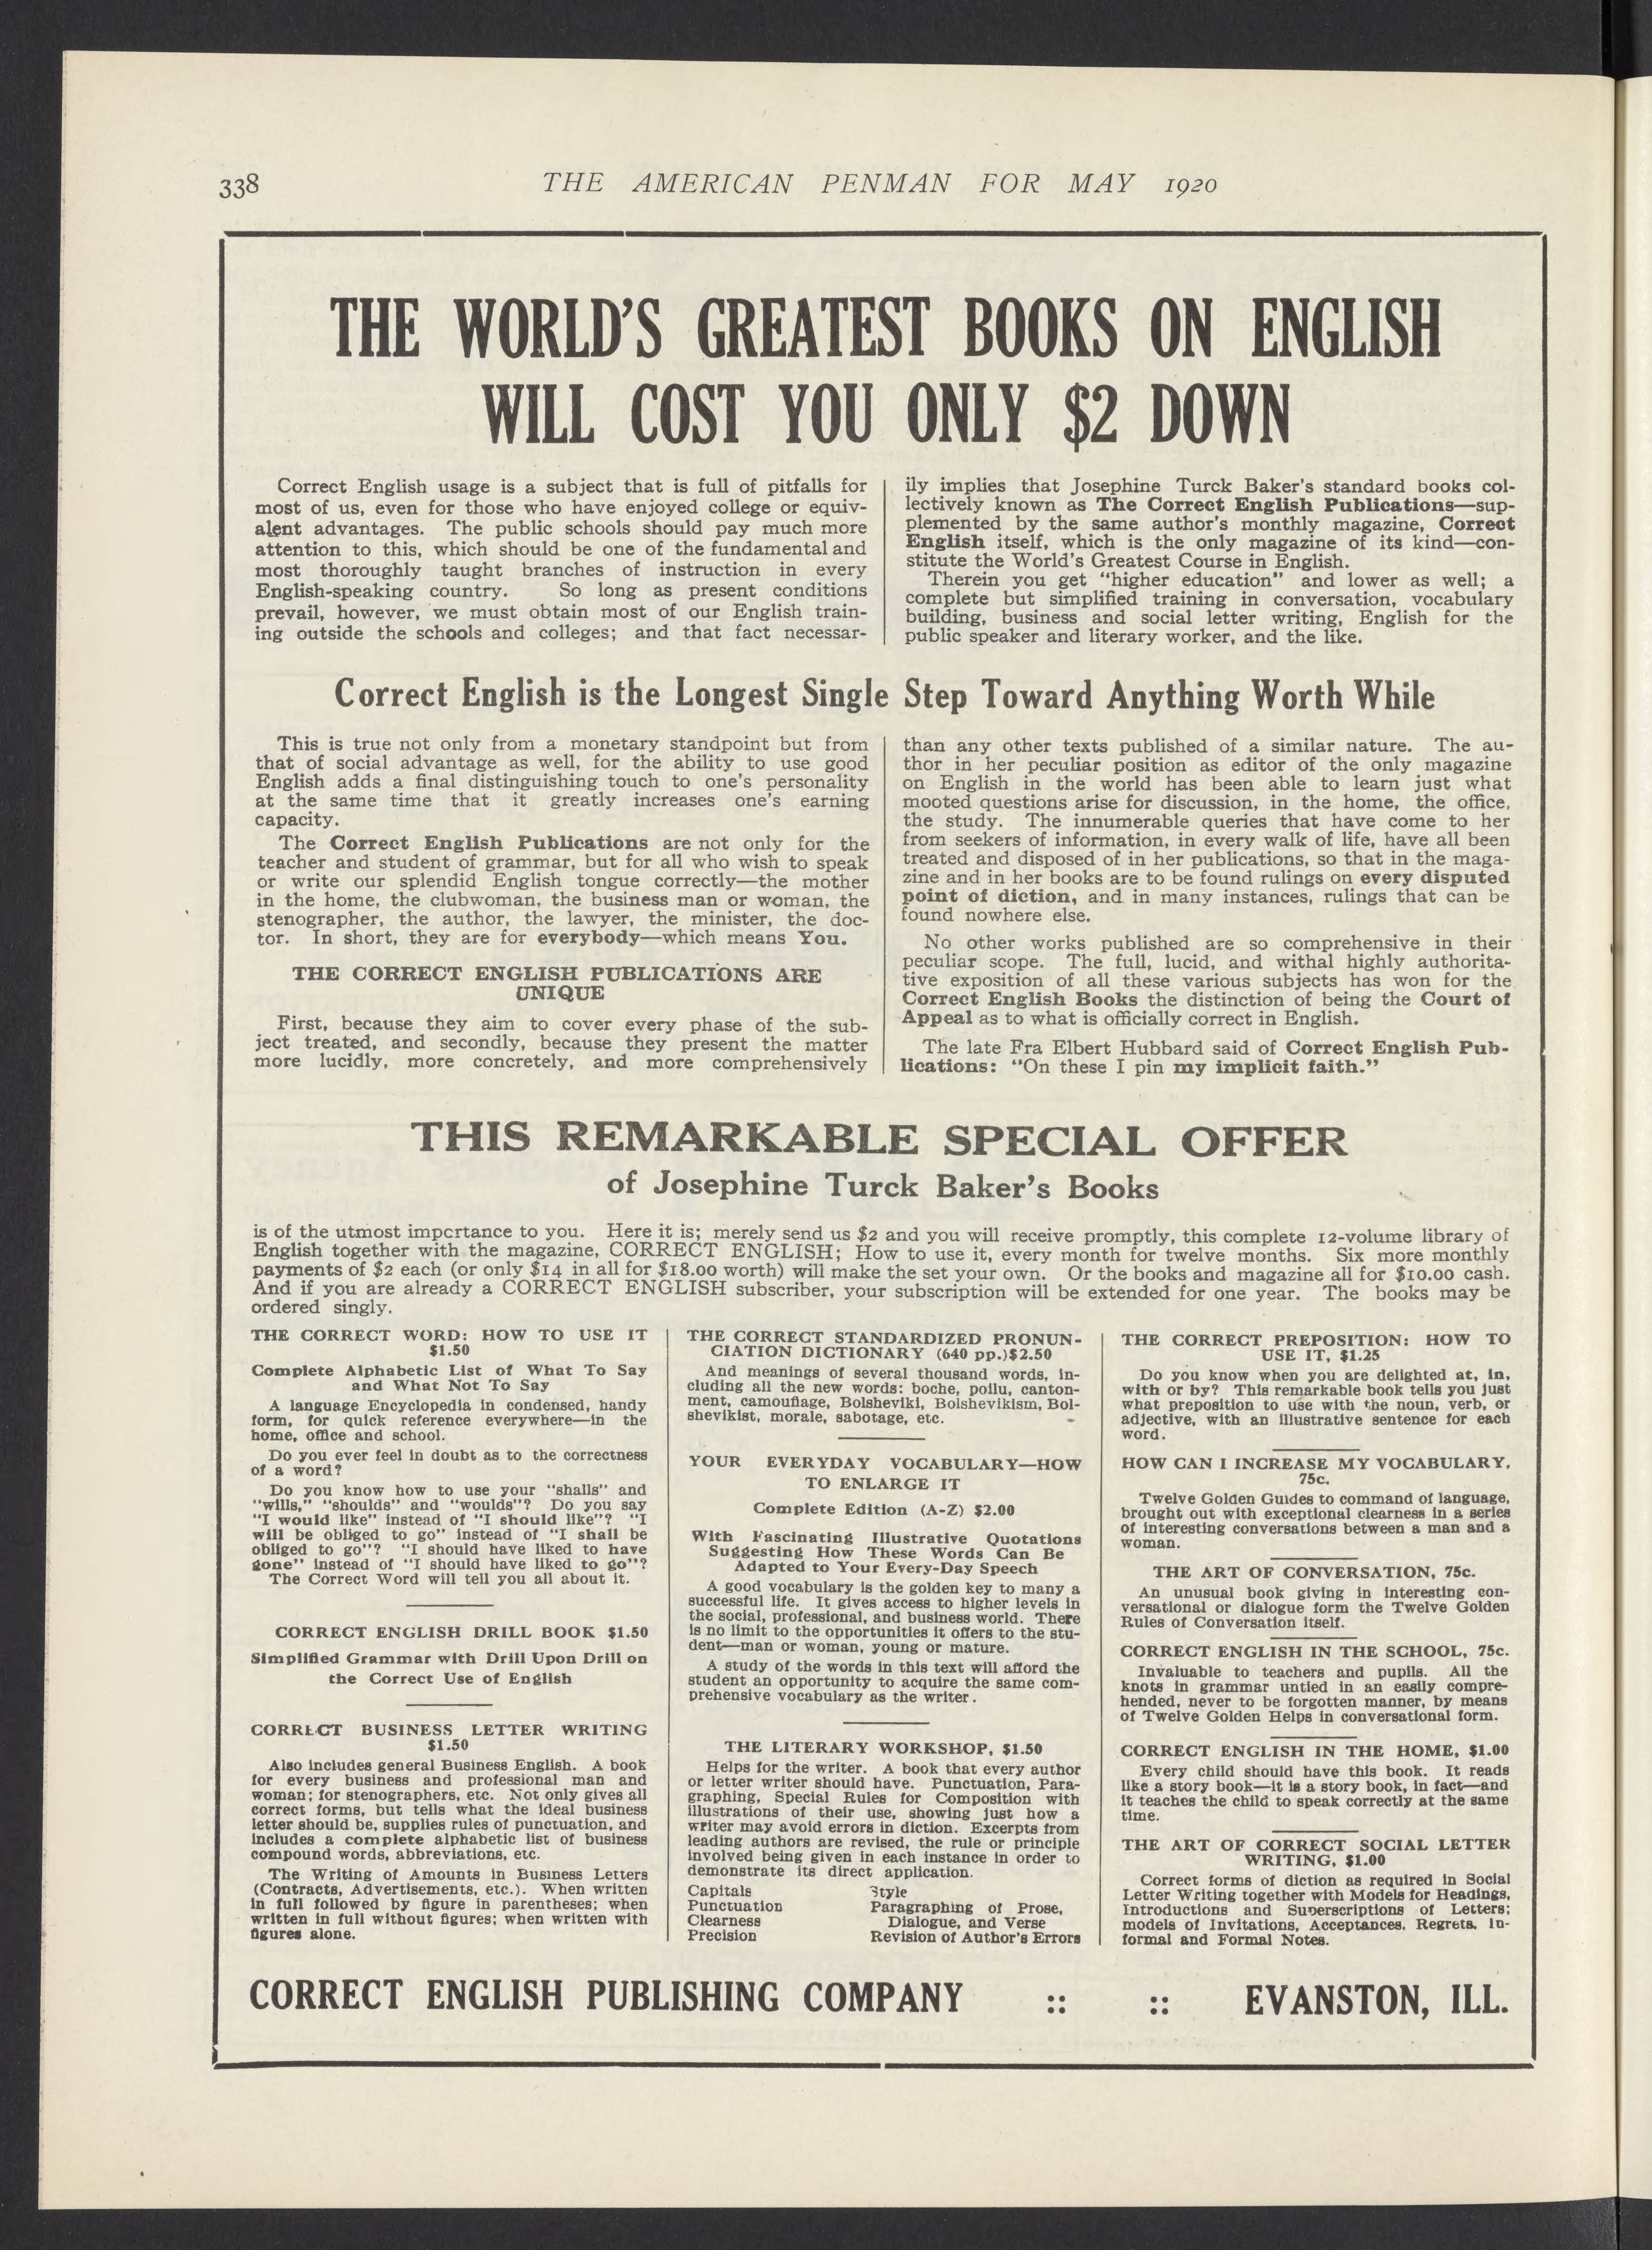 338
THE AMERICAN PENMAN FOR MAY 1920
THE WORLD'S GREATEST BOOKS ON ENGLISH
WILL COST YOU ONLY $2 DOWN
Correct English usage is a subject that is full of pitfalls for
most of us, even for those who have enjoyed college or equiv-
alent advantages. The public schools should pay much more
attention to this, which should be one of the fundamental and
most thoroughly taught branches of instruction in every
English-speaking country. So long as present conditions
prevail, however, we must obtain most of our English train-
ing outside the schools and colleges; and that fact necessar-
ily implies that Josephine Turck Baker's standard books col-
lectively known as The Correct English Publications—sup-
plemented by the same author's monthly magazine, Correct
English itself, which is the only magazine of its kind—con-
stitute the World's Greatest Course in English.
Therein you get "higher education" and lower as well; a
complete but simplified training in conversation, vocabulary
building, business and social letter writing, English for the
public speaker and literary worker, and the like.
Correct English is the Longest Single Step Toward Anything Worth While
This is true not only from a monetary standpoint but from
that of social advantage as well, for the ability to use good
English adds a final distinguishing touch to one's personality
at the same time that it greatly increases one's earning
capacity.
The Correct English Publications are not only for the
teacher and student of grammar, but for all who wish to speak
or write our splendid English tongue correctly—the mother
in the home, the clubwoman, the business man or woman, the
stenographer, the author, the lawyer, the minister, the doc-
tor. In short, they are for everybody—which means You.
THE CORRECT ENGLISH PUBLICATIONS ARE
UNIQUE
First, because they aim to cover every phase of the sub-
ject treated, and secondly, because they present the matter
more lucidly, more concretely, and more comprehensively
than any other texts published of a similar nature. The au-
thor in her peculiar position as editor of the only magazine
on English in the world has been able to learn just what
mooted questions arise for discussion, in the home, the office,
the study. The innumerable queries that have come to her
from seekers of information, in every walk of life, have all been
treated and disposed of in her publications, so that in the maga-
zine and in her books are to be found rulings on every disputed
point of diction, and in many instances, rulings that can be
found nowhere else.
No other works published are so comprehensive in their
peculiar scope. The full, lucid, and withal highly authorita-
tive exposition of all these various subjects has won for the
Correct English Books the distinction of being the Court of
Appeal as to what is officially correct in English.
The late Fra Elbert Hubbard said of Correct English Pub-
lications: "On these I pin my implicit faith."
THIS REMARKABLE SPECIAL OFFER
of Josephine Turck Baker's Books
is of the utmost impcrtance to you. Here it is; merely send us $2 and you will receive promptly, this complete 12-volume library of
English together with the magazine, CORRECT ENGLISH; How to use it, every month for twelve months. Six more monthly
payments of $2 each (or only $14 in all for $18.00 worth) will make the set your own. Or the books and magazine all for $10.00 cash.
And if you are already a CORRECT ENGLISH subscriber, your subscription will be extended for one year. The books may be
ordered singly.
THE CORRECT WORD: HOW TO USE IT
$1.50
Complete Alphabetic List of What To Say
and What Not To Say
A language Encyclopedia in condensed, handy
form, for quick reference everywhere—in the
home, office and school.
Do you ever feel in doubt as to the correctness
of a word?
Do you know how to use your "shalls" and
"wills," "shoulds" and "woulds"? Do you say
"I would like" instead of "I should like"? "I
will be obliged to go" instead of "I shall be
obliged to go"? "I should have liked to have
gone" instead of "I should have liked to go"?
The Correct Word will tell you all about it.
CORRECT ENGLISH DRILL BOOK $1.50
Simplified Grammar with Drill Upon Drill on
the Correct Use of English
CORRECT BUSINESS LETTER WRITING
$1.50
Also includes general Business English. A book
for every business and professional man and
woman; for stenographers, etc. Not only gives all
correct forms, but tells what the ideal business
letter should be, supplies rules of punctuation, and
includes a complete alphabetic list of business
compound words, abbreviations, etc.
The Writing of Amounts in Business Letters
(Contracts, Advertisements, etc.). When written
in full followed by figure in parentheses; when
written in full without figures; when written with
figures alone.
THE CORRECT STANDARDIZED PRONUN-
CIATION DICTIONARY (640 pp.)$2.50
And meanings of several thousand words, in-
cluding all the new words: boche, poilu, canton-
ment, camouflage, Bolsheviki, Bolshevikism, Bol-
shevikist, morale, sabotage, etc.
YOUR EVERYDAY VOCABULARY—HOW
TO ENLARGE IT
Complete Edition (A-Z) $2.00
With Fascinating Illustrative Quotations
Suggesting How These Words Can Be
Adapted to Your Every-Day Speech
A good vocabulary is the golden key to many a
successful life. It gives access to higher levels in
the social, professional, and business world. There
is no limit to the opportunities it offers to the stu-
dent—man or woman, young or mature.
A study of the words in this text will afford the
student an opportunity to acquire the same com-
prehensive vocabulary as the writer.
THE LITERARY WORKSHOP, $1.50
Helps for the writer. A book that every author
or letter writer should have. Punctuation, Para-
graphing, Special Rules for Composition with
illustrations of their use, showing just how a
writer may avoid errors in diction. Excerpts from
leading authors are revised, the rule or principle
involved being given in each instance in order to
demonstrate its direct application.
Capitals Style
Punctuation Paragraphing of Prose,
Clearness Dialogue, and Verse
Precision Revision of Author's Errors
THE CORRECT PREPOSITION: HOW TO
USE IT, $1.25
Do you know when you are delighted at, in,
with or by? This remarkable book tells you just
what preposition to use with the noun, verb, or
adjective, with an illustrative sentence for each
word.
HOW CAN I INCREASE MY VOCABULARY,
75c.
Twelve Golden Guides to command of language,
brought out with exceptional clearness in a series
of interesting conversations between a man and a
woman.
THE ART OF CONVERSATION, 75c.
An unusual book giving in interesting con-
versational or dialogue form the Twelve Golden
Rules of Conversation itself.
CORRECT ENGLISH IN THE SCHOOL, 75c.
Invaluable to teachers and pupils. All the
knots in grammar untied in an easily compre-
hended, never to be forgotten manner, by means
of Twelve Golden Helps in conversational form.
CORRECT ENGLISH IN THE HOME, $1.00
Every child should have this book. It reads
like a story book—it is a story book, in fact—and
it teaches the child to speak correctly at the same
time.
THE ART OF CORRECT SOCIAL LETTER
WRITING, $1.00
Correct forms of diction as required in Social
Letter Writing together with Models for Headings,
Introductions and Superscriptions of Letters;
models of Invitations, Acceptances, Regrets, In-
formal and Formal Notes.
CORRECT ENGLISH PUBLISHING COMPANY :: :: EVANSTON, ILL.